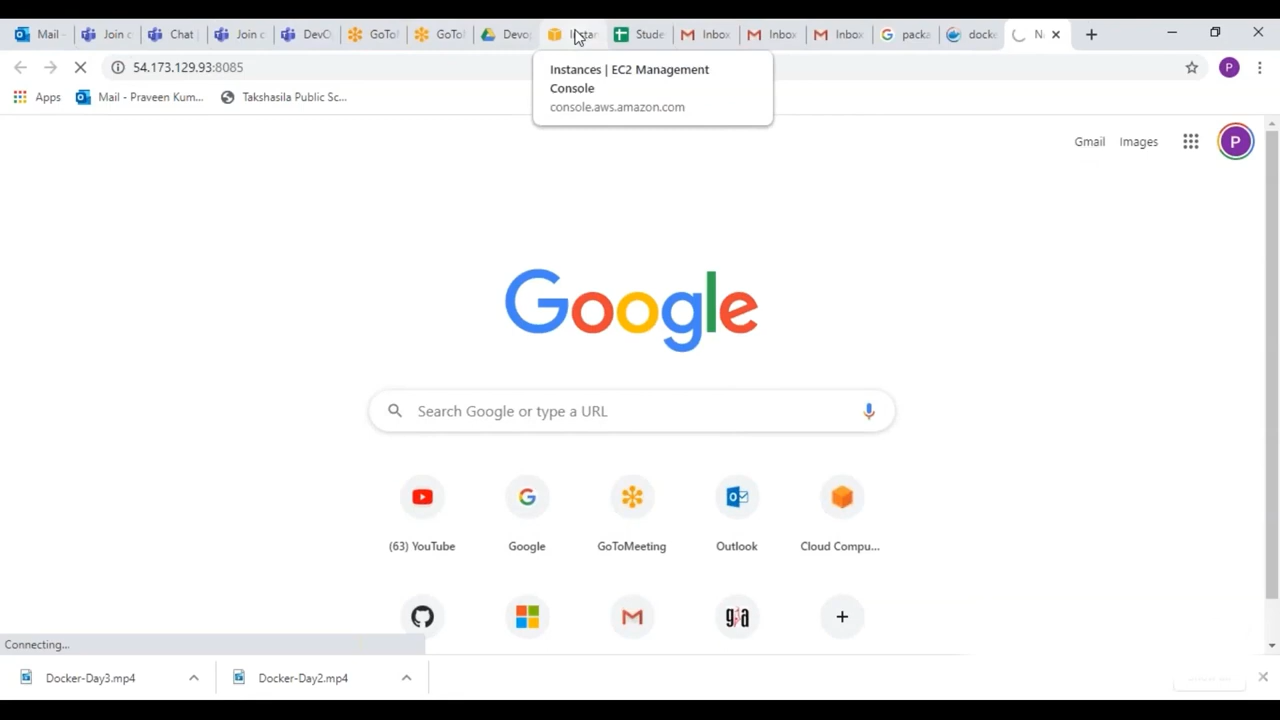 Mail -
Join c
Chat
Join c
DevO
GoTo
GoTo
Devo
Instan
Stude
Inbox
Inbox
Inbox
packa
docke
N
54.173.129.93:8085
Instances | EC2 Management
Console
console.aws.amazon.com
Apps
Mail - Praveen Kum...
Takshasila Public Sc...
P
Gmail
Images
P
Google
Search Google or type a URL
(63) YouTube
Google
GoToMeeting
Outlook
Cloud Compu...
g|a
Connecting...
Docker-Day3.mp4
Docker-Day2.mp4